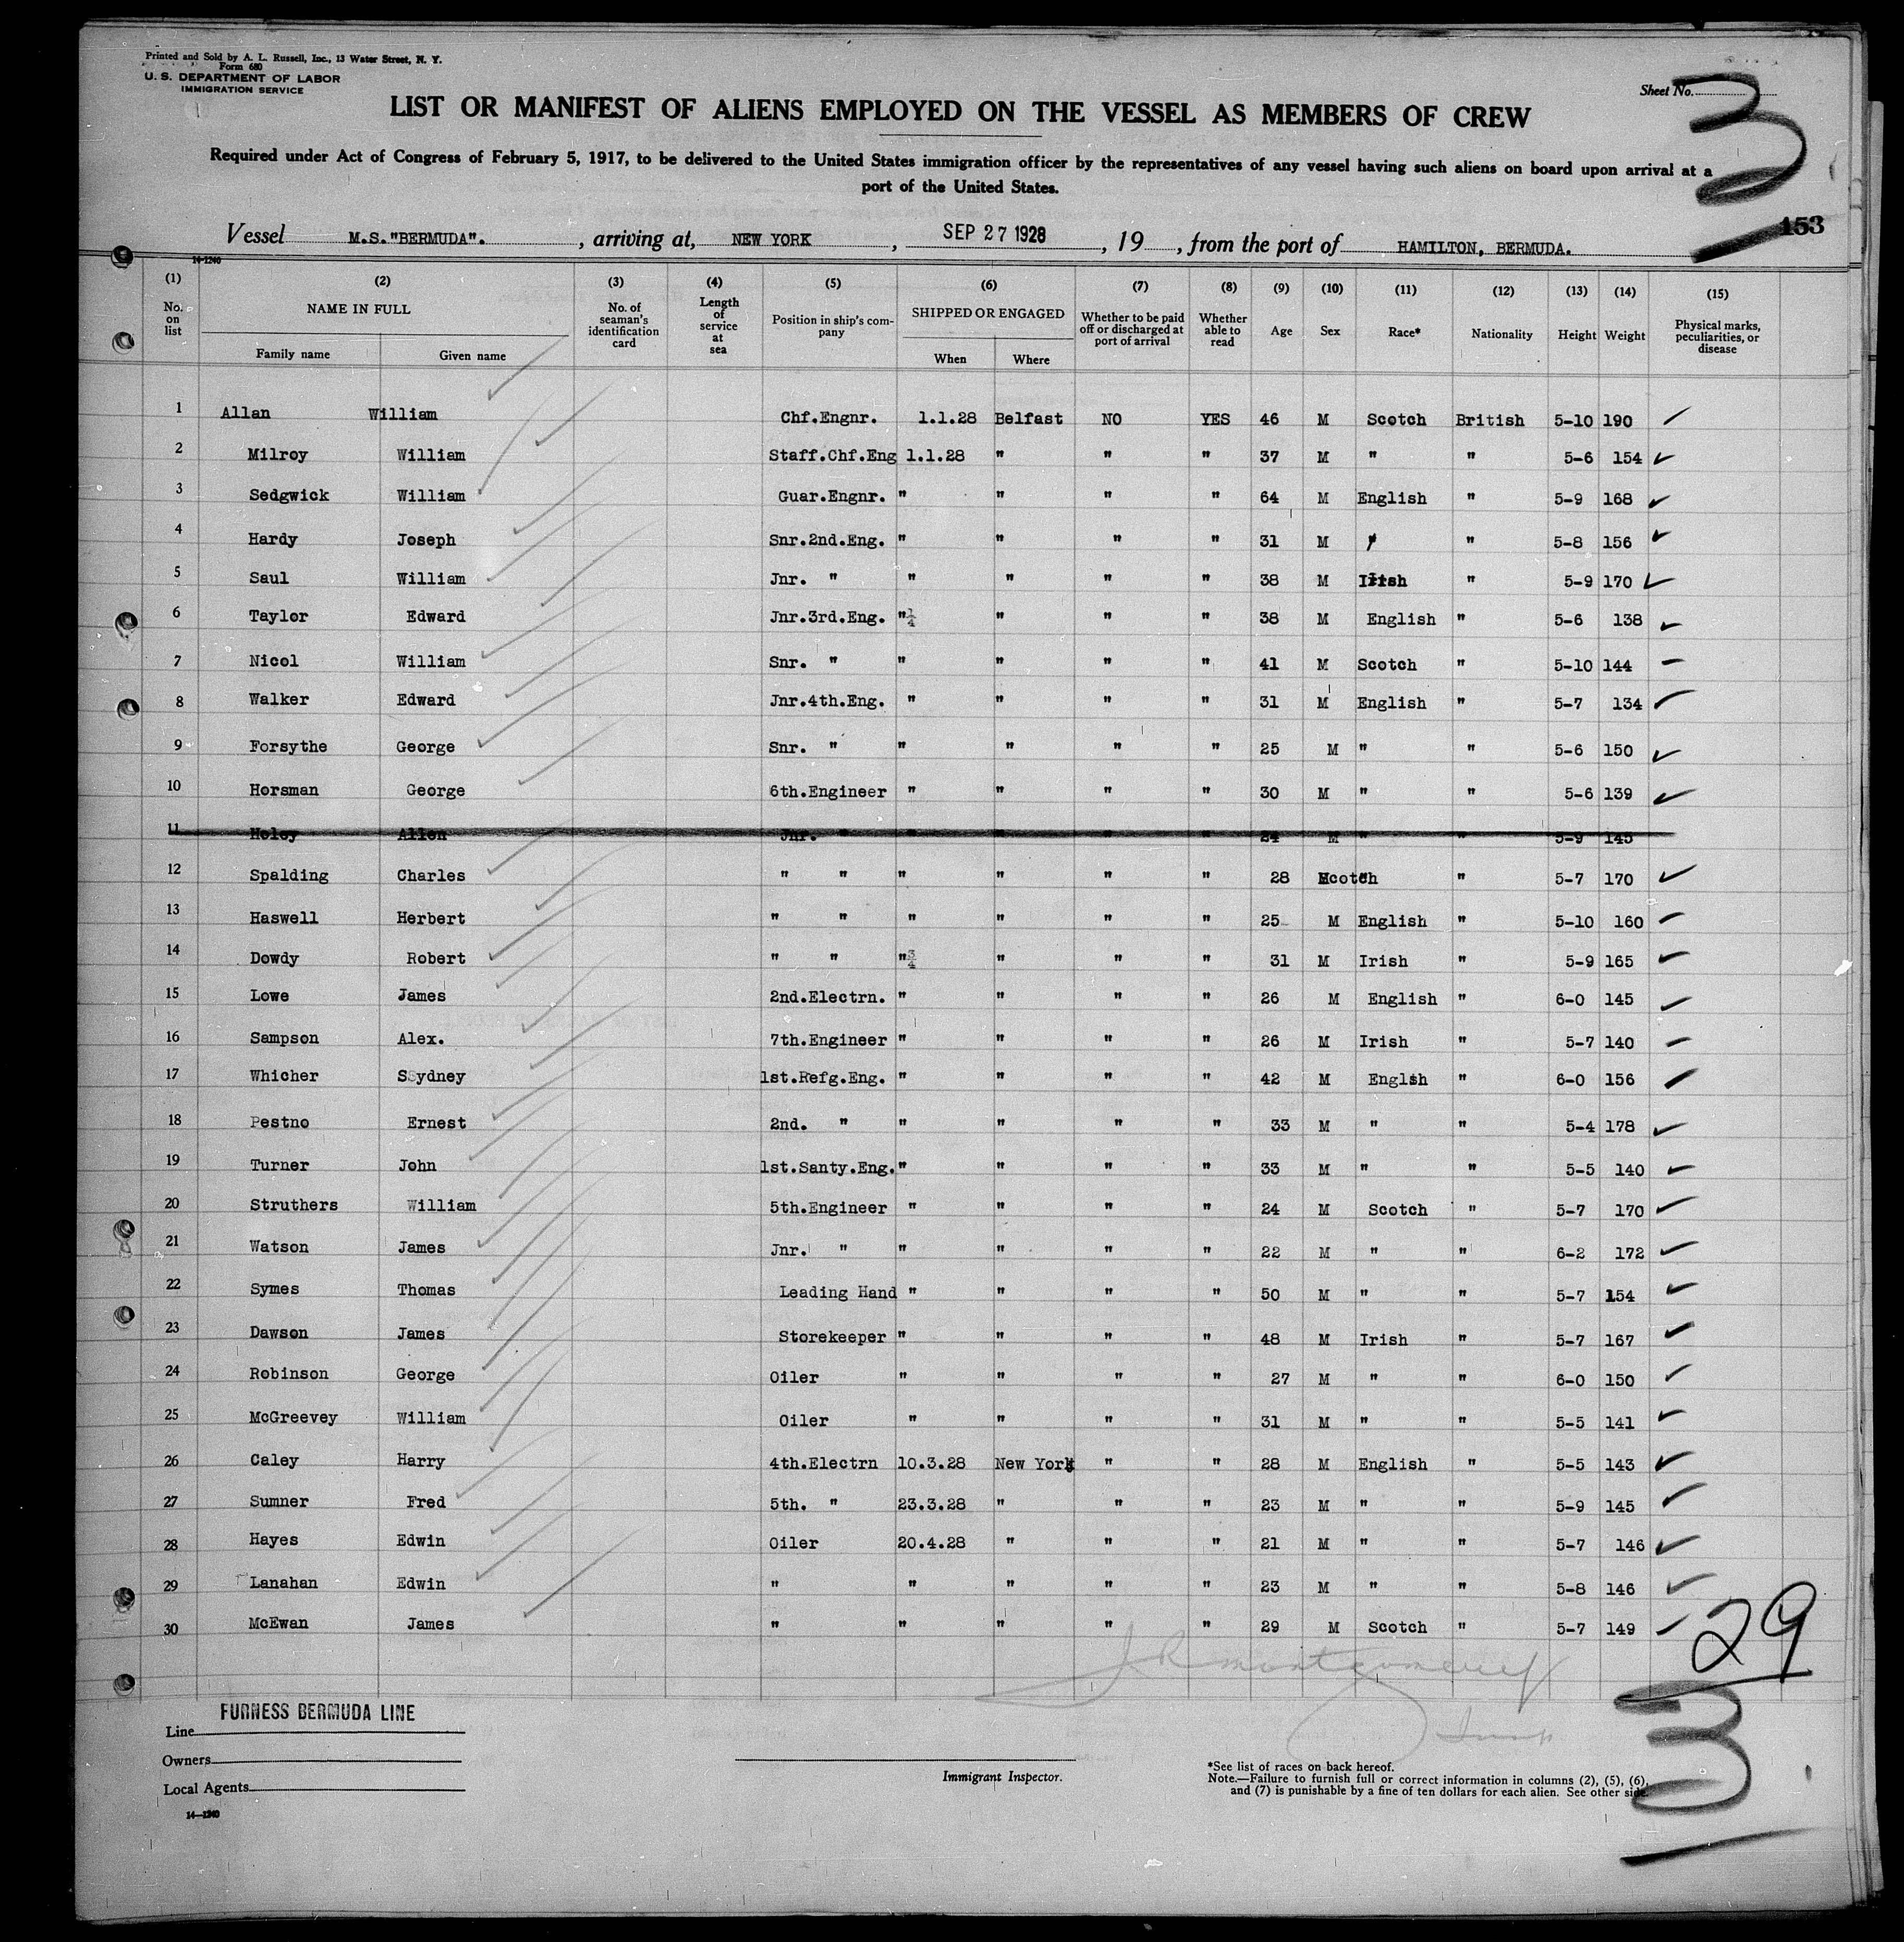 Printed and Sold by A. L. Russell, Inc., 13 Water Street, N. Y.
Form 680
U. S. DEPARTMENT OF LABOR
IMMIGRATION SERVICE
Sheet No.
3
LIST OR MANIFEST OF ALIENS EMPLOYED ON THE VESSEL AS MEMBERS OF CREW
Required under Act of Congress of February 5, 1917, to be delivered to the United States immigration officer by the representatives of any vessel having such aliens on board upon arrival at a
port of the United States.
153
Vessel M.S."BERMUDA". , arriving at, NEW YORK , SEP 27 1928 , 19 , from the port of HAMILTON, BERMUDA.
14-1240
(1) (2) (3) (4) (5) (6) (7) (8) (9) (10) (11) (12) (13) (14) (15)
No. on list NAME IN FULL Family name Given name No. of seaman's identification card Length of service at sea Position in ship's company SHIPPED OR ENGAGED When Where Whether to be paid off or discharged at port of arrival Whether able to read Age Sex Race* Nationality Height Weight Physical marks, peculiarities, or disease
1 Allan William Chf.Engnr. 1.1.28 Belfast NO YES 46 M Scotch British 5-10 190
2 Milroy William Staff.Chf.Eng 1.1.28 " " " 37 M " " 5-6 154
3 Sedgwick William Guar.Engnr. " " " " 64 M English " 5-9 168
4 Hardy Joseph Snr.2nd.Eng. " " " " 31 M " " 5-8 156
5 Saul William Jnr. " " " " " 38 M Irish " 5-9 170
6 Taylor Edward Jnr.3rd.Eng. " " " " 38 M English " 5-6 138
7 Nicol William Snr. " " " " " 41 M Scotch " 5-10 144
8 Walker Edward Jnr.4th.Eng. " " " " 31 M English " 5-7 134
9 Forsythe George Snr. " " " " " 25 M " " 5-6 150
10 Horsman George 6th.Engineer " " " " 30 M " " 5-6 139
11 Allen Jnr. " " " " " 24 M " " 5-9 145
12 Spalding Charles " " " " " " 28 Scotch " 5-7 170
13 Haswell Herbert " " " " " " 25 M English " 5-10 160
14 Dowdy Robert " " "3/4 " " " 31 M Irish " 5-9 165
15 Lowe James 2nd.Electrn. " " " " 26 M English " 6-0 145
16 Sampson Alex. 7th.Engineer " " " " 26 M Irish " 5-7 140
17 Whicher SSydney 1st.Refg.Eng. " " " " 42 M Englsh " 6-0 156
18 Pestno Ernest 2nd. " " " " " 33 M " " 5-4 178
19 Turner John 1st.Santy.Eng. " " " " 33 M " " 5-5 140
20 Struthers William 5th.Engineer " " " " 24 M Scotch " 5-7 170
21 Watson James Jnr. " " " " " 22 M " " 6-2 172
22 Symes Thomas Leading Hand " " " " 50 M " " 5-7 154
23 Dawson James Storekeeper " " " " 48 M Irish " 5-7 167
24 Robinson George Oiler " " " " 27 M " " 6-0 150
25 McGreevey William Oiler " " " " 31 M " " 5-5 141
26 Caley Harry 4th.Electrn 10.3.28 New York " " 28 M English " 5-5 143
27 Sumner Fred 5th. " 23.3.28 " " " 23 M " " 5-9 145
28 Hayes Edwin Oiler 20.4.28 " " " 21 M " " 5-7 146
29 Lanahan Edwin " " " " " 23 M " " 5-8 146
30 McEwan James " " " " " 29 M Scotch " 5-7 149
29
J R Montgomery
FURNESS BERMUDA LINE
Line
Owners
Local Agents
14-1240
Immigrant Inspector.
*See list of races on back hereof.
Note.—Failure to furnish full or correct information in columns (2), (5), (6),
and (7) is punishable by a fine of ten dollars for each alien. See other side.